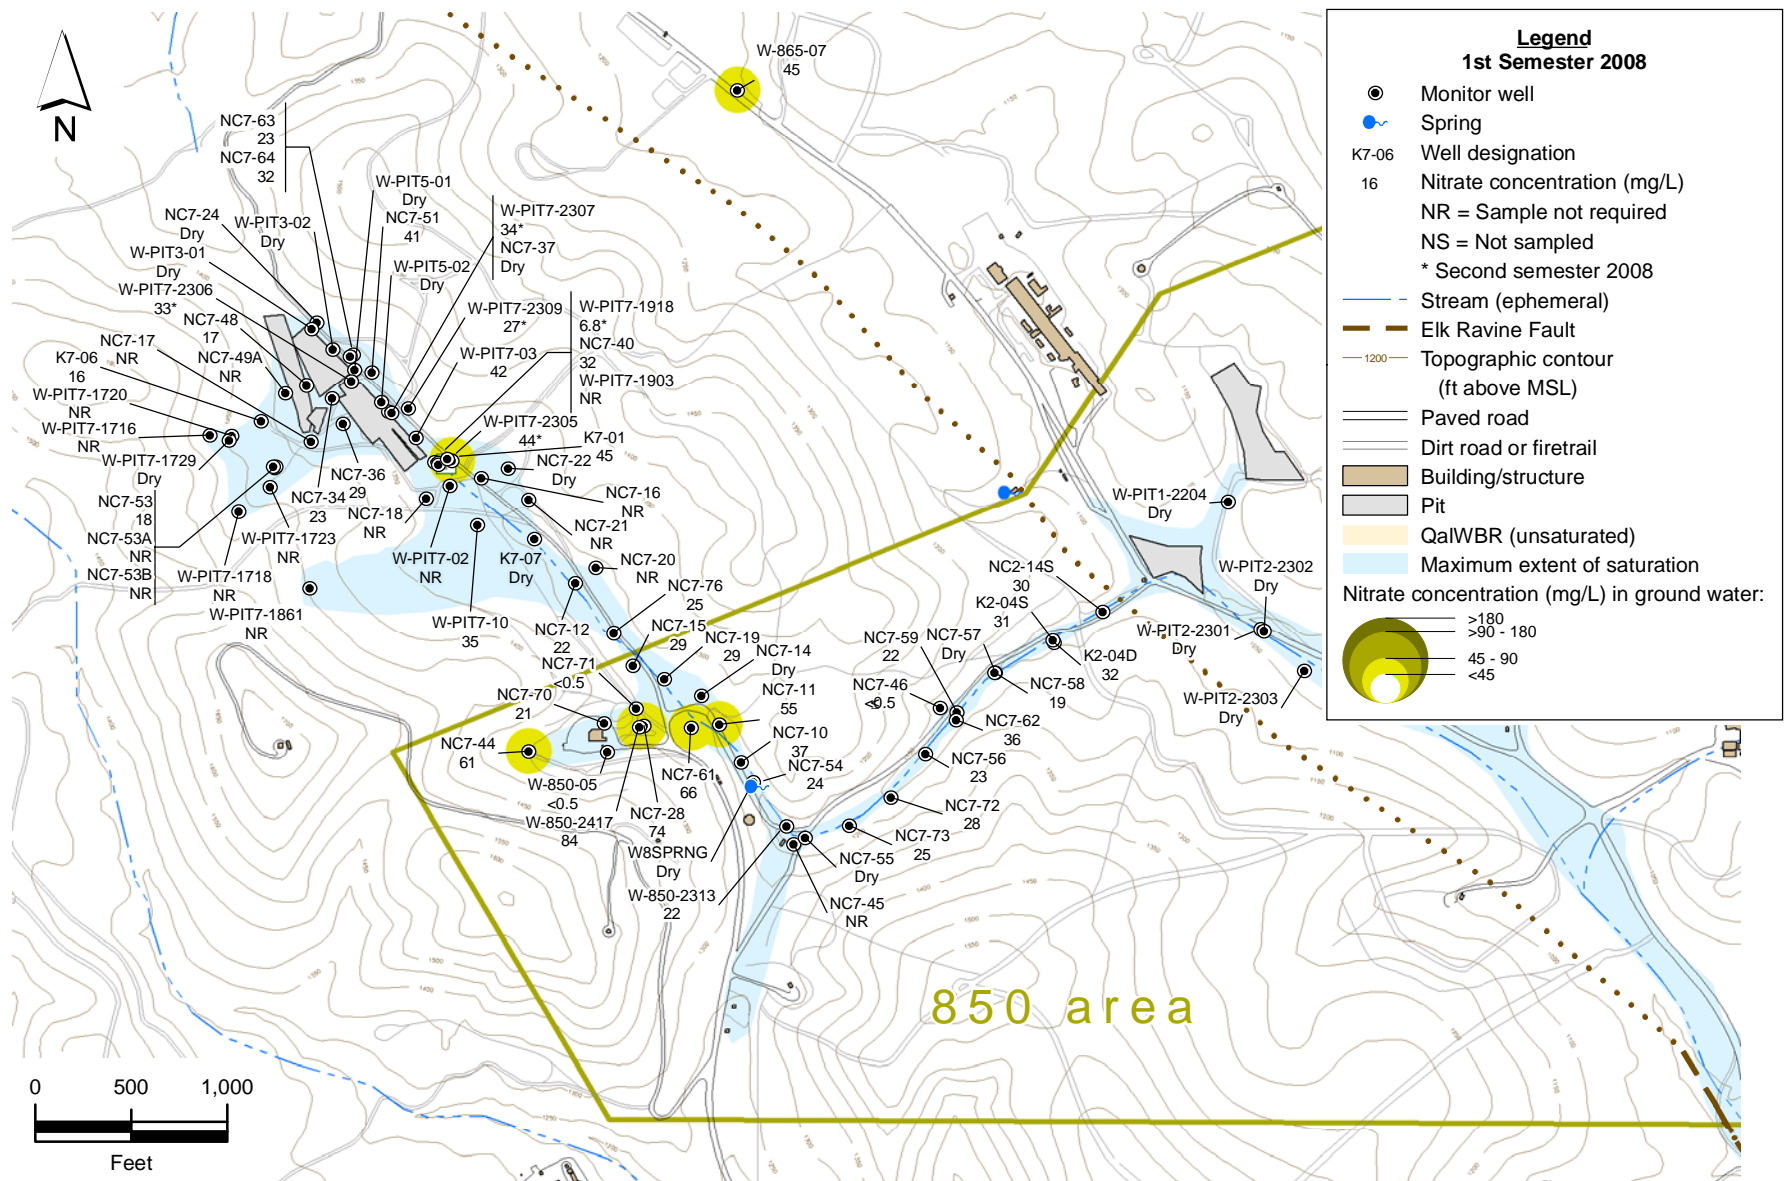 N
W-865-07
45
NC7-63
23
NC7-64
32
W-PIT5-01
Dry
NC7-51
41
W-PIT5-02
Dry
W-PIT7-2307
34*
NC7-37
Dry
NC7-24
Dry
W-PIT3-02
Dry
W-PIT3-01
Dry
W-PIT7-2306
33*
NC7-48
17
NC7-17
NR
NC7-49A
NR
K7-06
16
W-PIT7-1720
NR
W-PIT7-1716
NR
W-PIT7-1729
Dry
W-PIT7-2309
27*
W-PIT7-03
42
W-PIT7-1918
6.8*
NC7-40
32
W-PIT7-1903
NR
W-PIT7-2305
44*
K7-01
45
NC7-22
Dry
NC7-16
NR
NC7-21
NR
NC7-20
NR
NC7-53
18
NC7-53A
NR
NC7-53B
NR
NC7-36
29
NC7-34
23
NC7-18
NR
W-PIT7-1723
NR
W-PIT7-1718
NR
W-PIT7-1861
NR
W-PIT7-02
NR
K7-07
Dry
W-PIT7-10
35
NC7-12
22
NC7-76
25
NC7-15
29
NC7-19
29
NC7-14
Dry
NC7-71
<0.5
NC7-70
21
NC7-44
61
NC7-11
55
NC7-10
37
NC7-54
24
NC7-61
66
W-850-05
<0.5
W-850-2417
84
NC7-28
74
W8SPRNG
Dry
W-850-2313
22
NC7-45
NR
NC7-55
Dry
NC7-73
25
NC7-72
28
NC7-56
23
NC7-62
36
NC7-58
19
NC7-46
<0.5
NC7-59
22
NC7-57
Dry
K2-04S
31
NC2-14S
30
K2-04D
32
W-PIT1-2204
Dry
W-PIT2-2302
Dry
W-PIT2-2301
Dry
W-PIT2-2303
Dry
850 area
0 500 1,000
Feet
Legend
1st Semester 2008
Monitor well
Spring
K7-06 Well designation
16 Nitrate concentration (mg/L)
NR = Sample not required
NS = Not sampled
* Second semester 2008
Stream (ephemeral)
Elk Ravine Fault
1200 Topographic contour
(ft above MSL)
Paved road
Dirt road or firetrail
Building/structure
Pit
QalWBR (unsaturated)
Maximum extent of saturation
Nitrate concentration (mg/L) in ground water:
>180
>90 - 180
45 - 90
<45